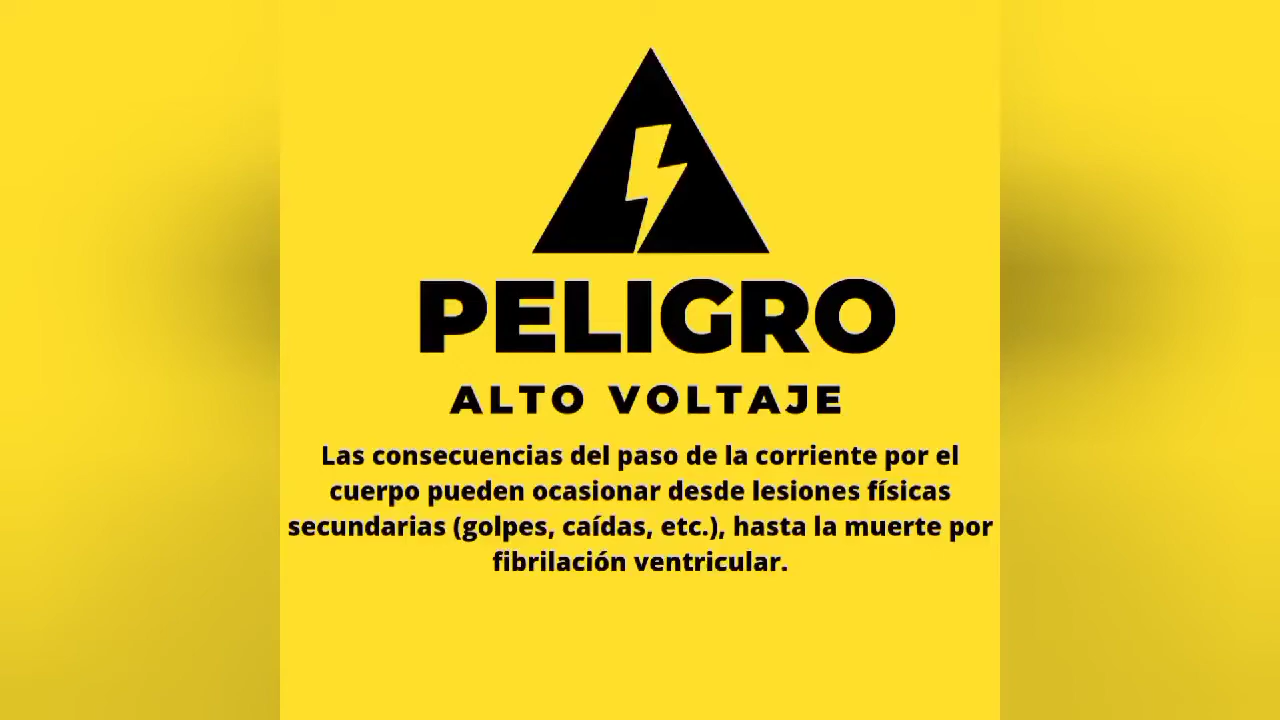 PELIGRO
ALTO VOLTAJE
Las consecuencias del paso de la corriente por el
cuerpo pueden ocasionar desde lesiones físicas
secundarias (golpes, caídas, etc.), hasta la muerte por
fibrilación ventricular.